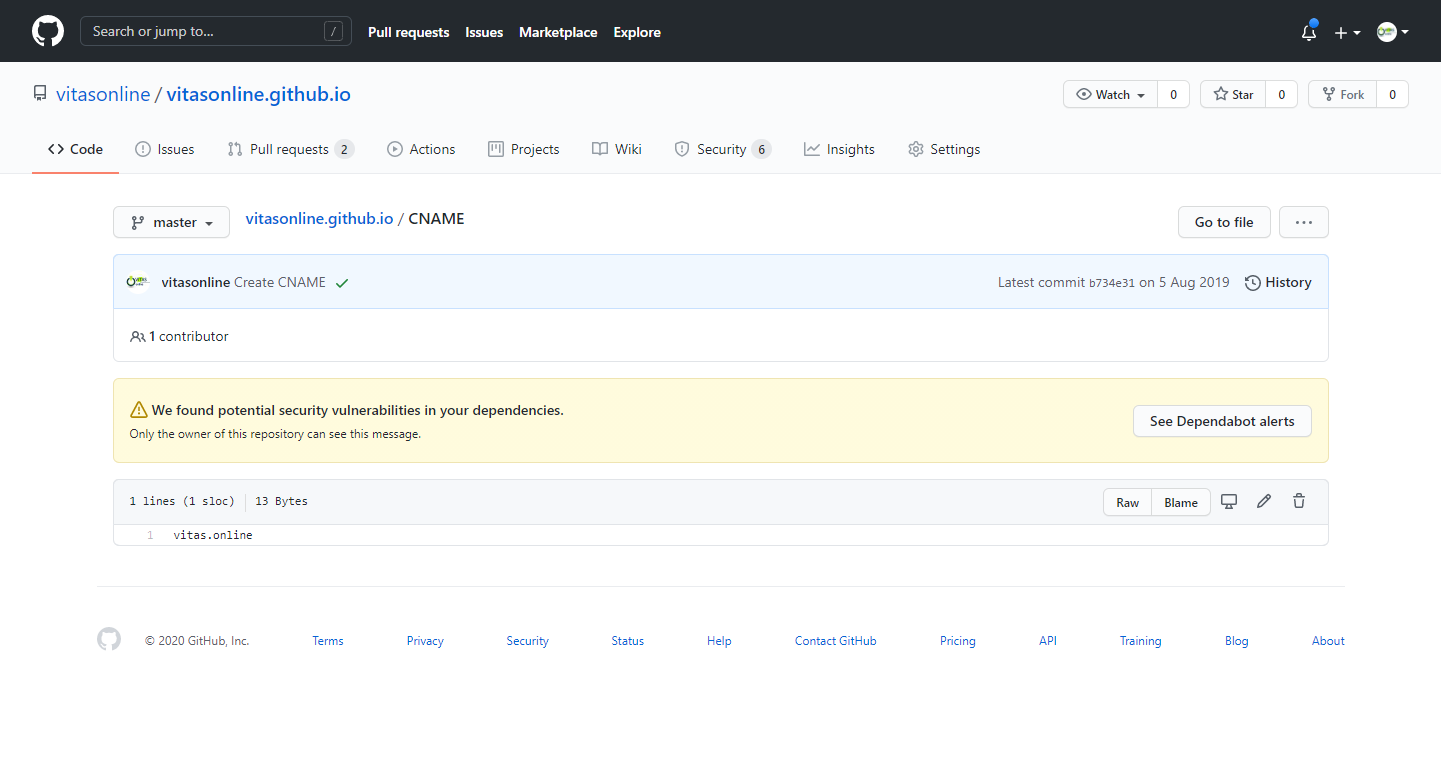 Search or jump to... / Pull requests Issues Marketplace Explore
vitasonline / vitasonline.github.io Watch 0 Star 0 Fork 0
Code Issues Pull requests 2 Actions Projects Wiki Security 6 Insights Settings
master vitasonline.github.io / CNAME Go to file ...
vitasonline Create CNAME Latest commit b734e31 on 5 Aug 2019 History
1 contributor
We found potential security vulnerabilities in your dependencies.
Only the owner of this repository can see this message.
See Dependabot alerts
1 lines (1 sloc) 13 Bytes Raw Blame
1 vitas.online
© 2020 GitHub, Inc. Terms Privacy Security Status Help Contact GitHub Pricing API Training Blog About